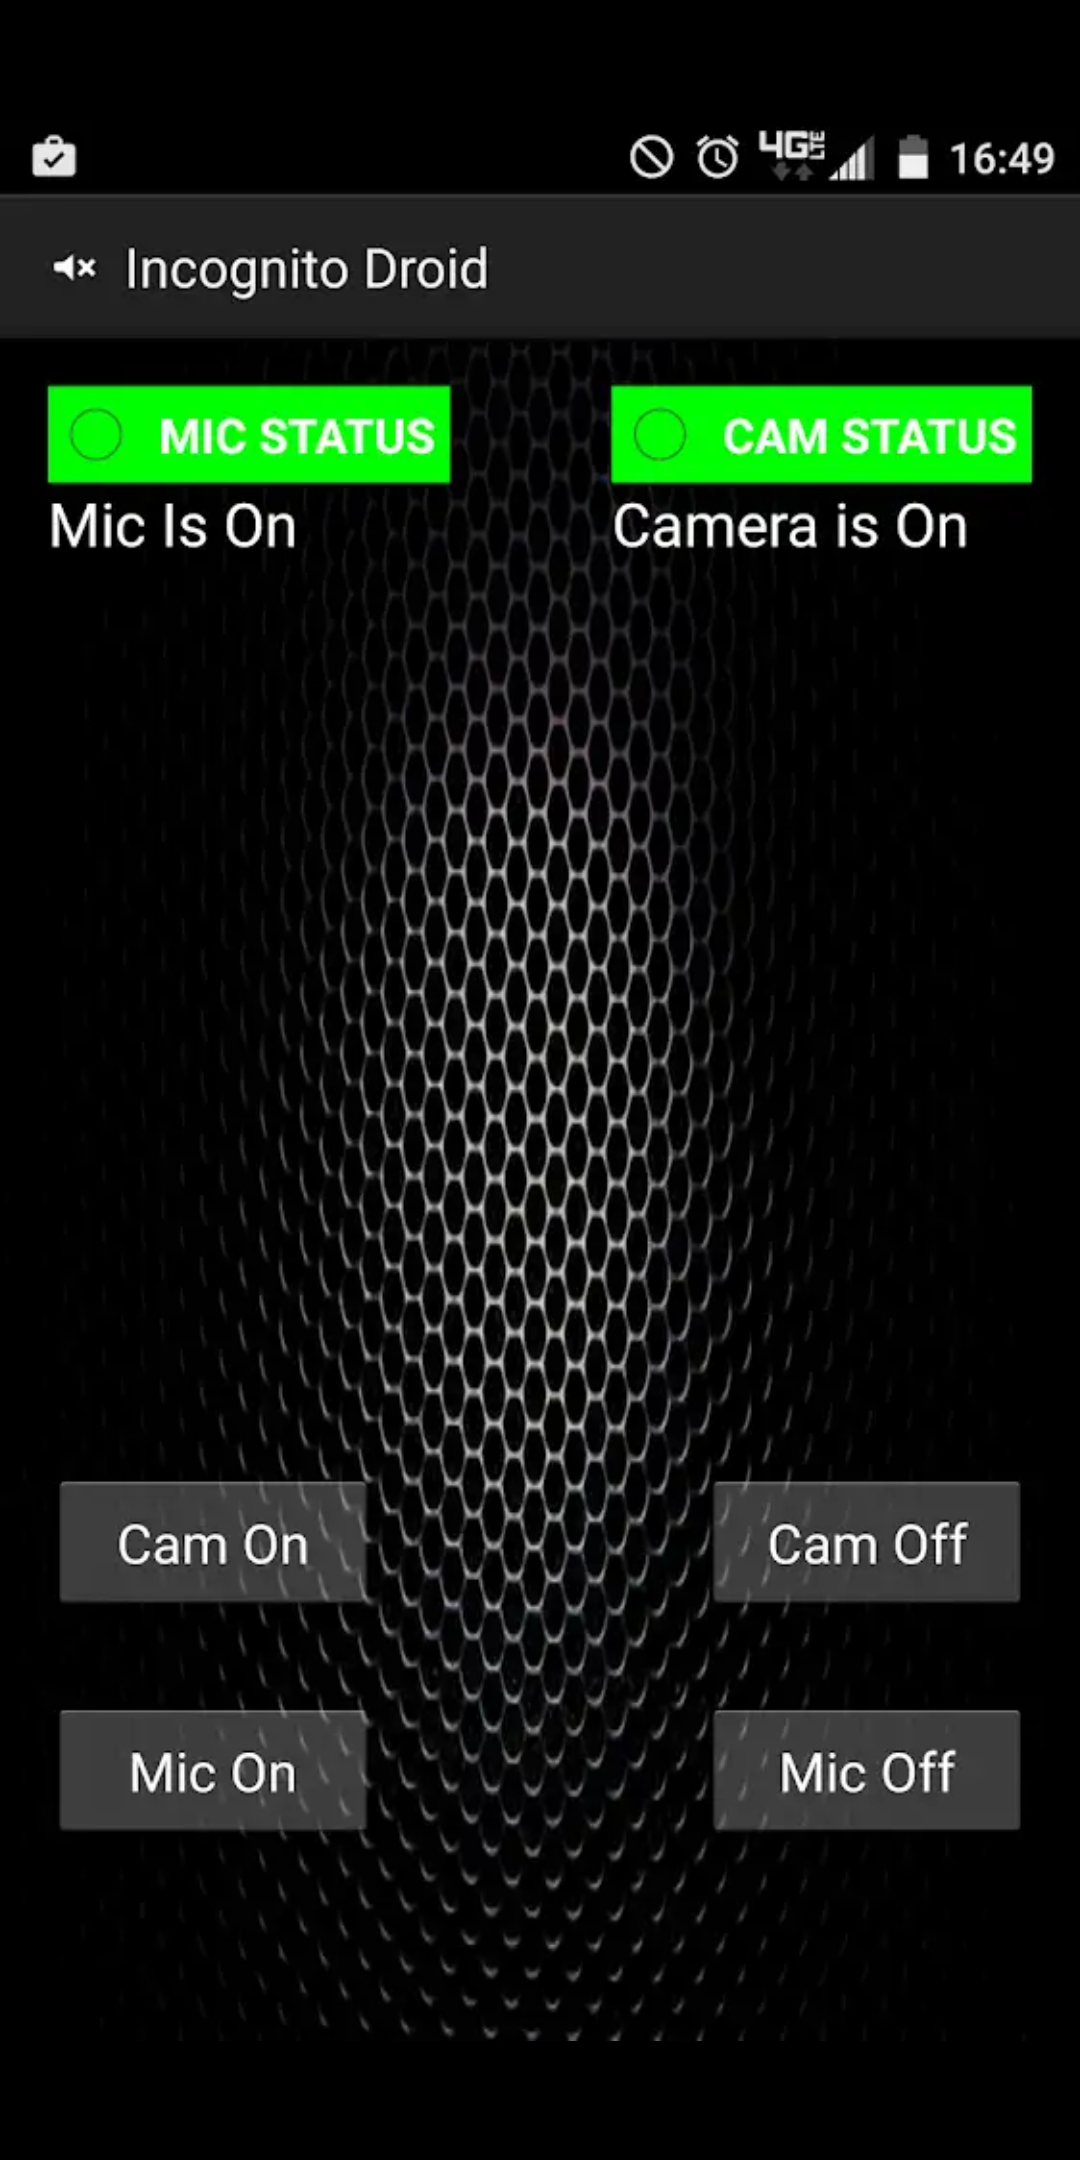 4G LTE 16:49
Incognito Droid
MIC STATUS CAM STATUS
Mic Is On Camera is On
Cam On Cam Off
Mic On Mic Off